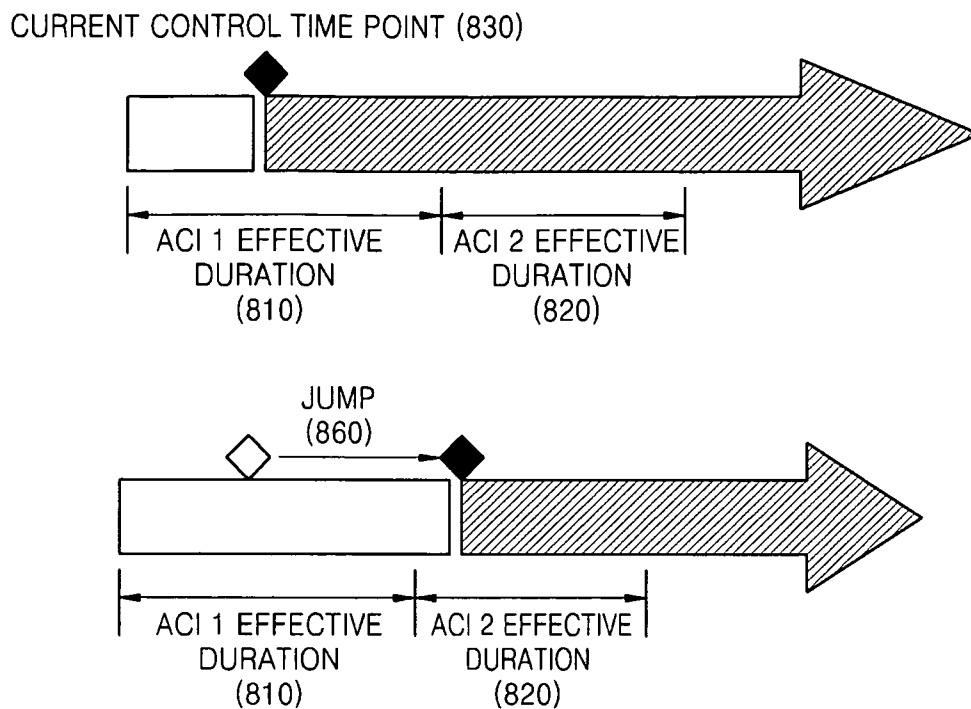 CURRENT CONTROL TIME POINT (830)
ACI 1 EFFECTIVE
DURATION
(810)
ACI 2 EFFECTIVE
DURATION
(820)
JUMP
(860)
ACI 1 EFFECTIVE
DURATION
(810)
ACI 2 EFFECTIVE
DURATION
(820)